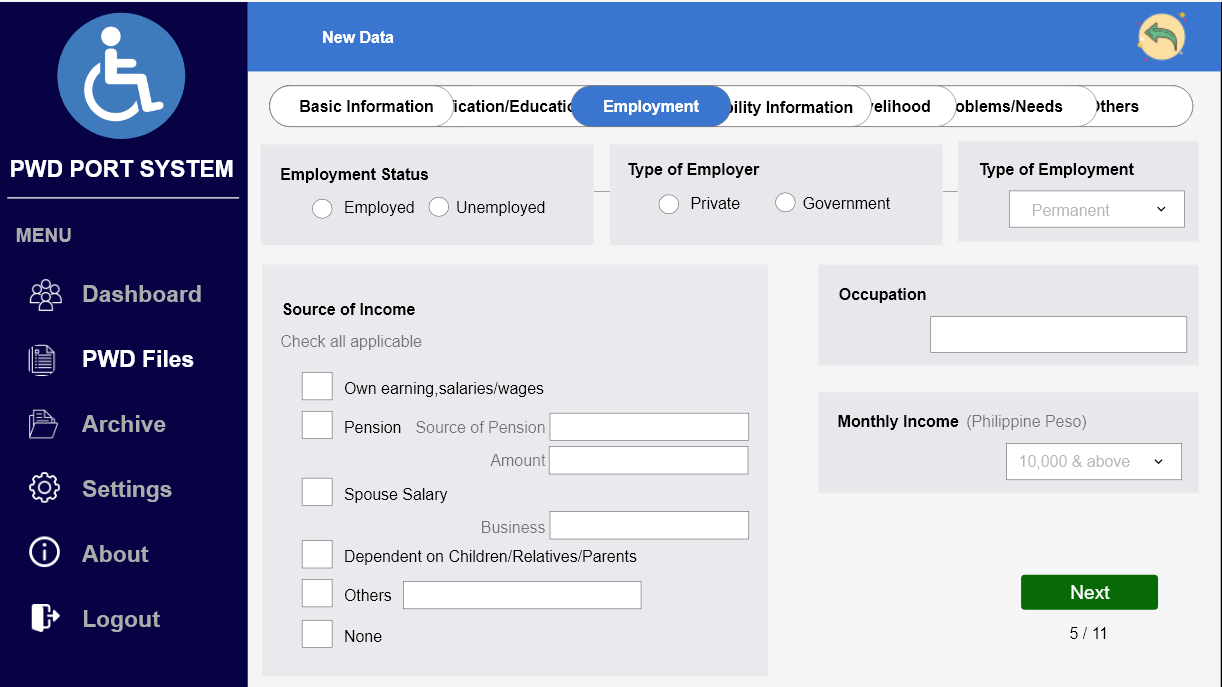 PWD PORT SYSTEM
MENU
Dashboard
PWD Files
Archive
Settings
About
Logout
New Data
Basic Information
ication/Educatio
Employment
bility Information
elihood
oblems/Needs
Others
Employment Status
Employed
Unemployed
Type of Employer
Private
Government
Type of Employment
Permanent
Source of Income
Check all applicable
Own earning,salaries/wages
Pension Source of Pension
Amount
Spouse Salary
Business
Dependent on Children/Relatives/Parents
Others
None
Occupation
Monthly Income (Philippine Peso)
10,000 & above
Next
5 / 11